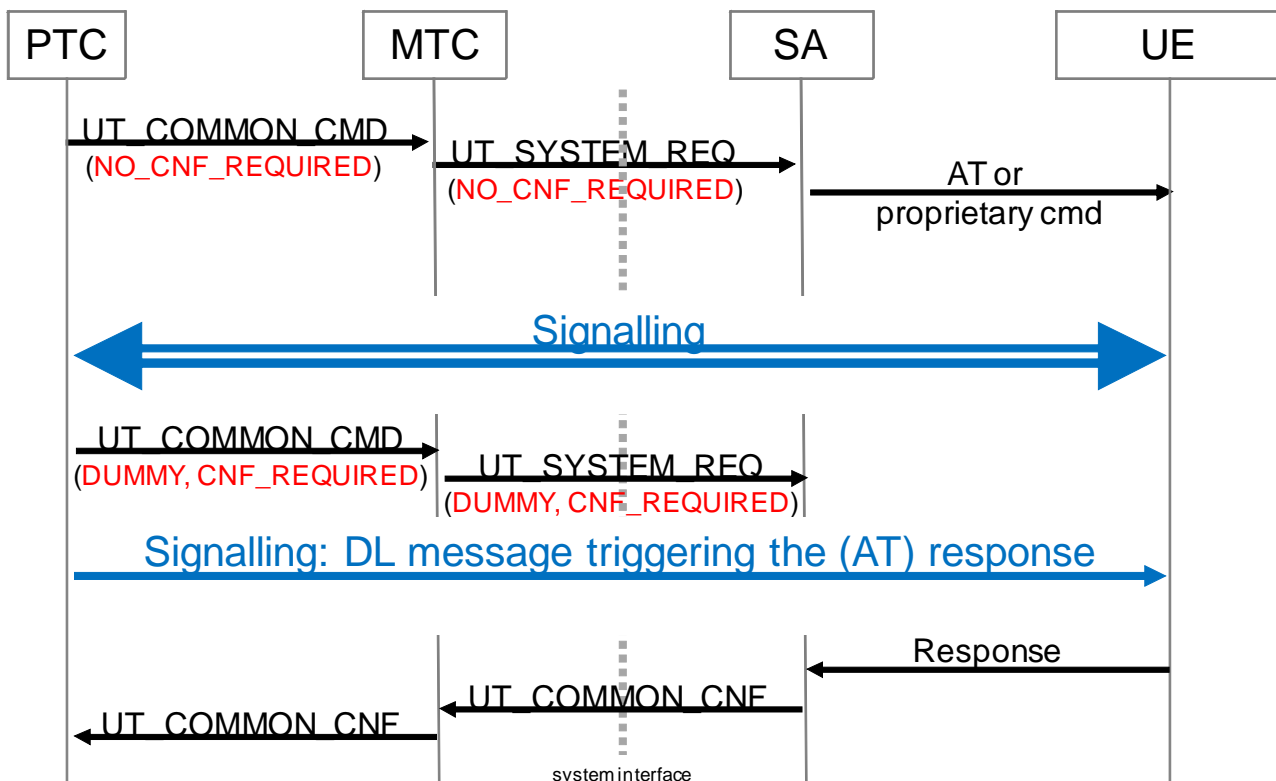 PTC MTC SA UE
UT_COMMON_CMD
(NO_CNF_REQUIRED)
UT_SYSTEM_REQ
(NO_CNF_REQUIRED)
AT or
proprietary cmd
Signalling
UT_COMMON_CMD
(DUMMY, CNF_REQUIRED)
UT_SYSTEM_REQ
(DUMMY, CNF_REQUIRED)
Signalling: DL message triggering the (AT) response
Response
UT_COMMON_CNF
UT_COMMON_CNF
system interface